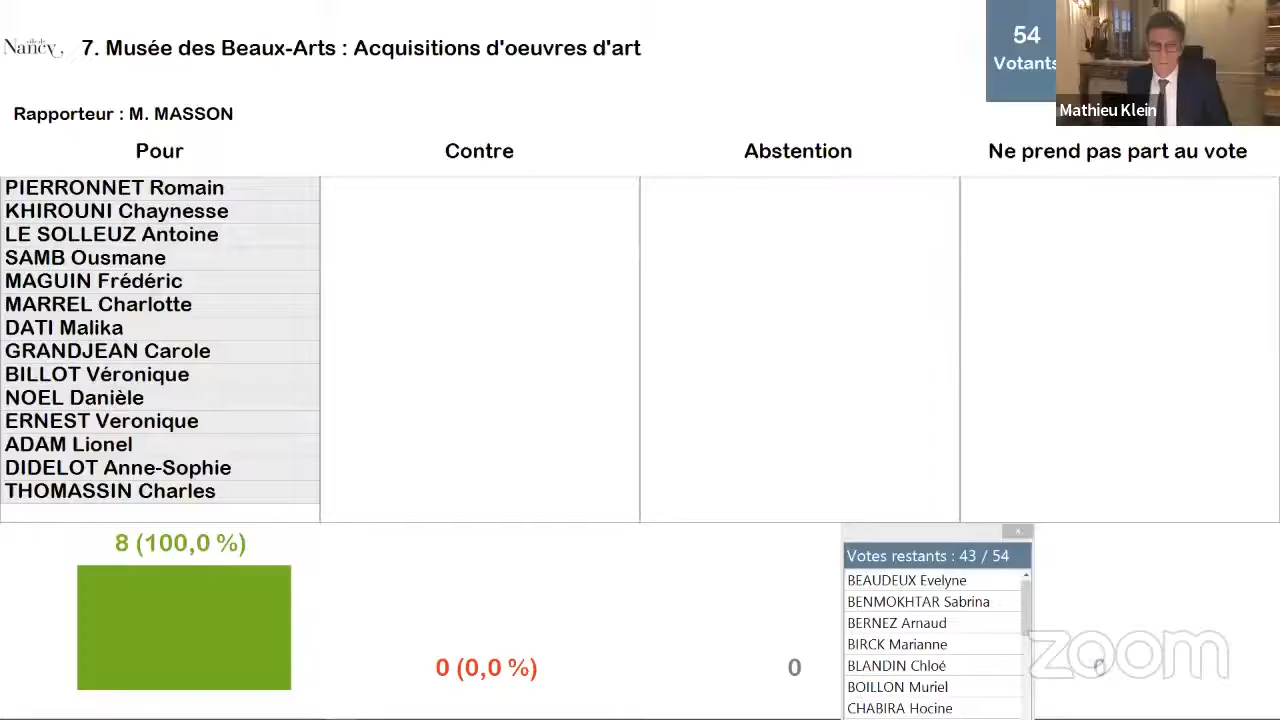 ville de
Nancy,
7. Musée des Beaux-Arts : Acquisitions d'oeuvres d'art
54
Votants
Mathieu Klein
Rapporteur : M. MASSON
Pour
Contre
Abstention
Ne prend pas part au vote
PIERRONNET Romain
KHIROUNI Chaynesse
LE SOLLEUZ Antoine
SAMB Ousmane
MAGUIN Frédéric
MARREL Charlotte
DATI Malika
GRANDJEAN Carole
BILLOT Véronique
NOEL Danièle
ERNEST Veronique
ADAM Lionel
DIDELOT Anne-Sophie
THOMASSIN Charles
8 (100,0 %)
0 (0,0 %)
0
0
Votes restants : 43 / 54
BEAUDEUX Evelyne
BENMOKHTAR Sabrina
BERNEZ Arnaud
BIRCK Marianne
BLANDIN Chloé
BOILLON Muriel
CHABIRA Hocine
zoom